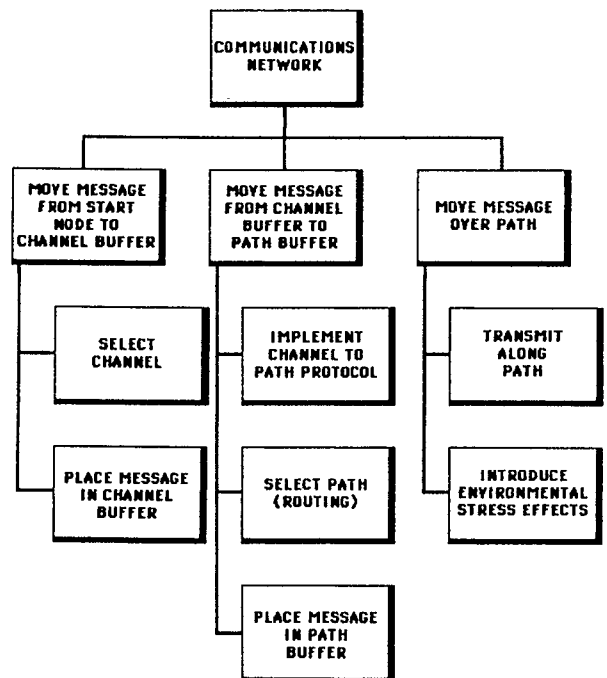 COMMUNICATIONS
NETWORK
MOVE MESSAGE
FROM START
NODE TO
CHANNEL BUFFER
MOVE MESSAGE
FROM CHANNEL
BUFFER TO
PATH BUFFER
MOVE MESSAGE
OVER PATH
SELECT
CHANNEL
PLACE MESSAGE
IN CHANNEL
BUFFER
IMPLEMENT
CHANNEL TO
PATH PROTOCOL
SELECT PATH
(ROUTING)
PLACE MESSAGE
IN PATH
BUFFER
TRANSMIT
ALONG
PATH
INTRODUCE
ENVIRONMENTAL
STRESS EFFECTS